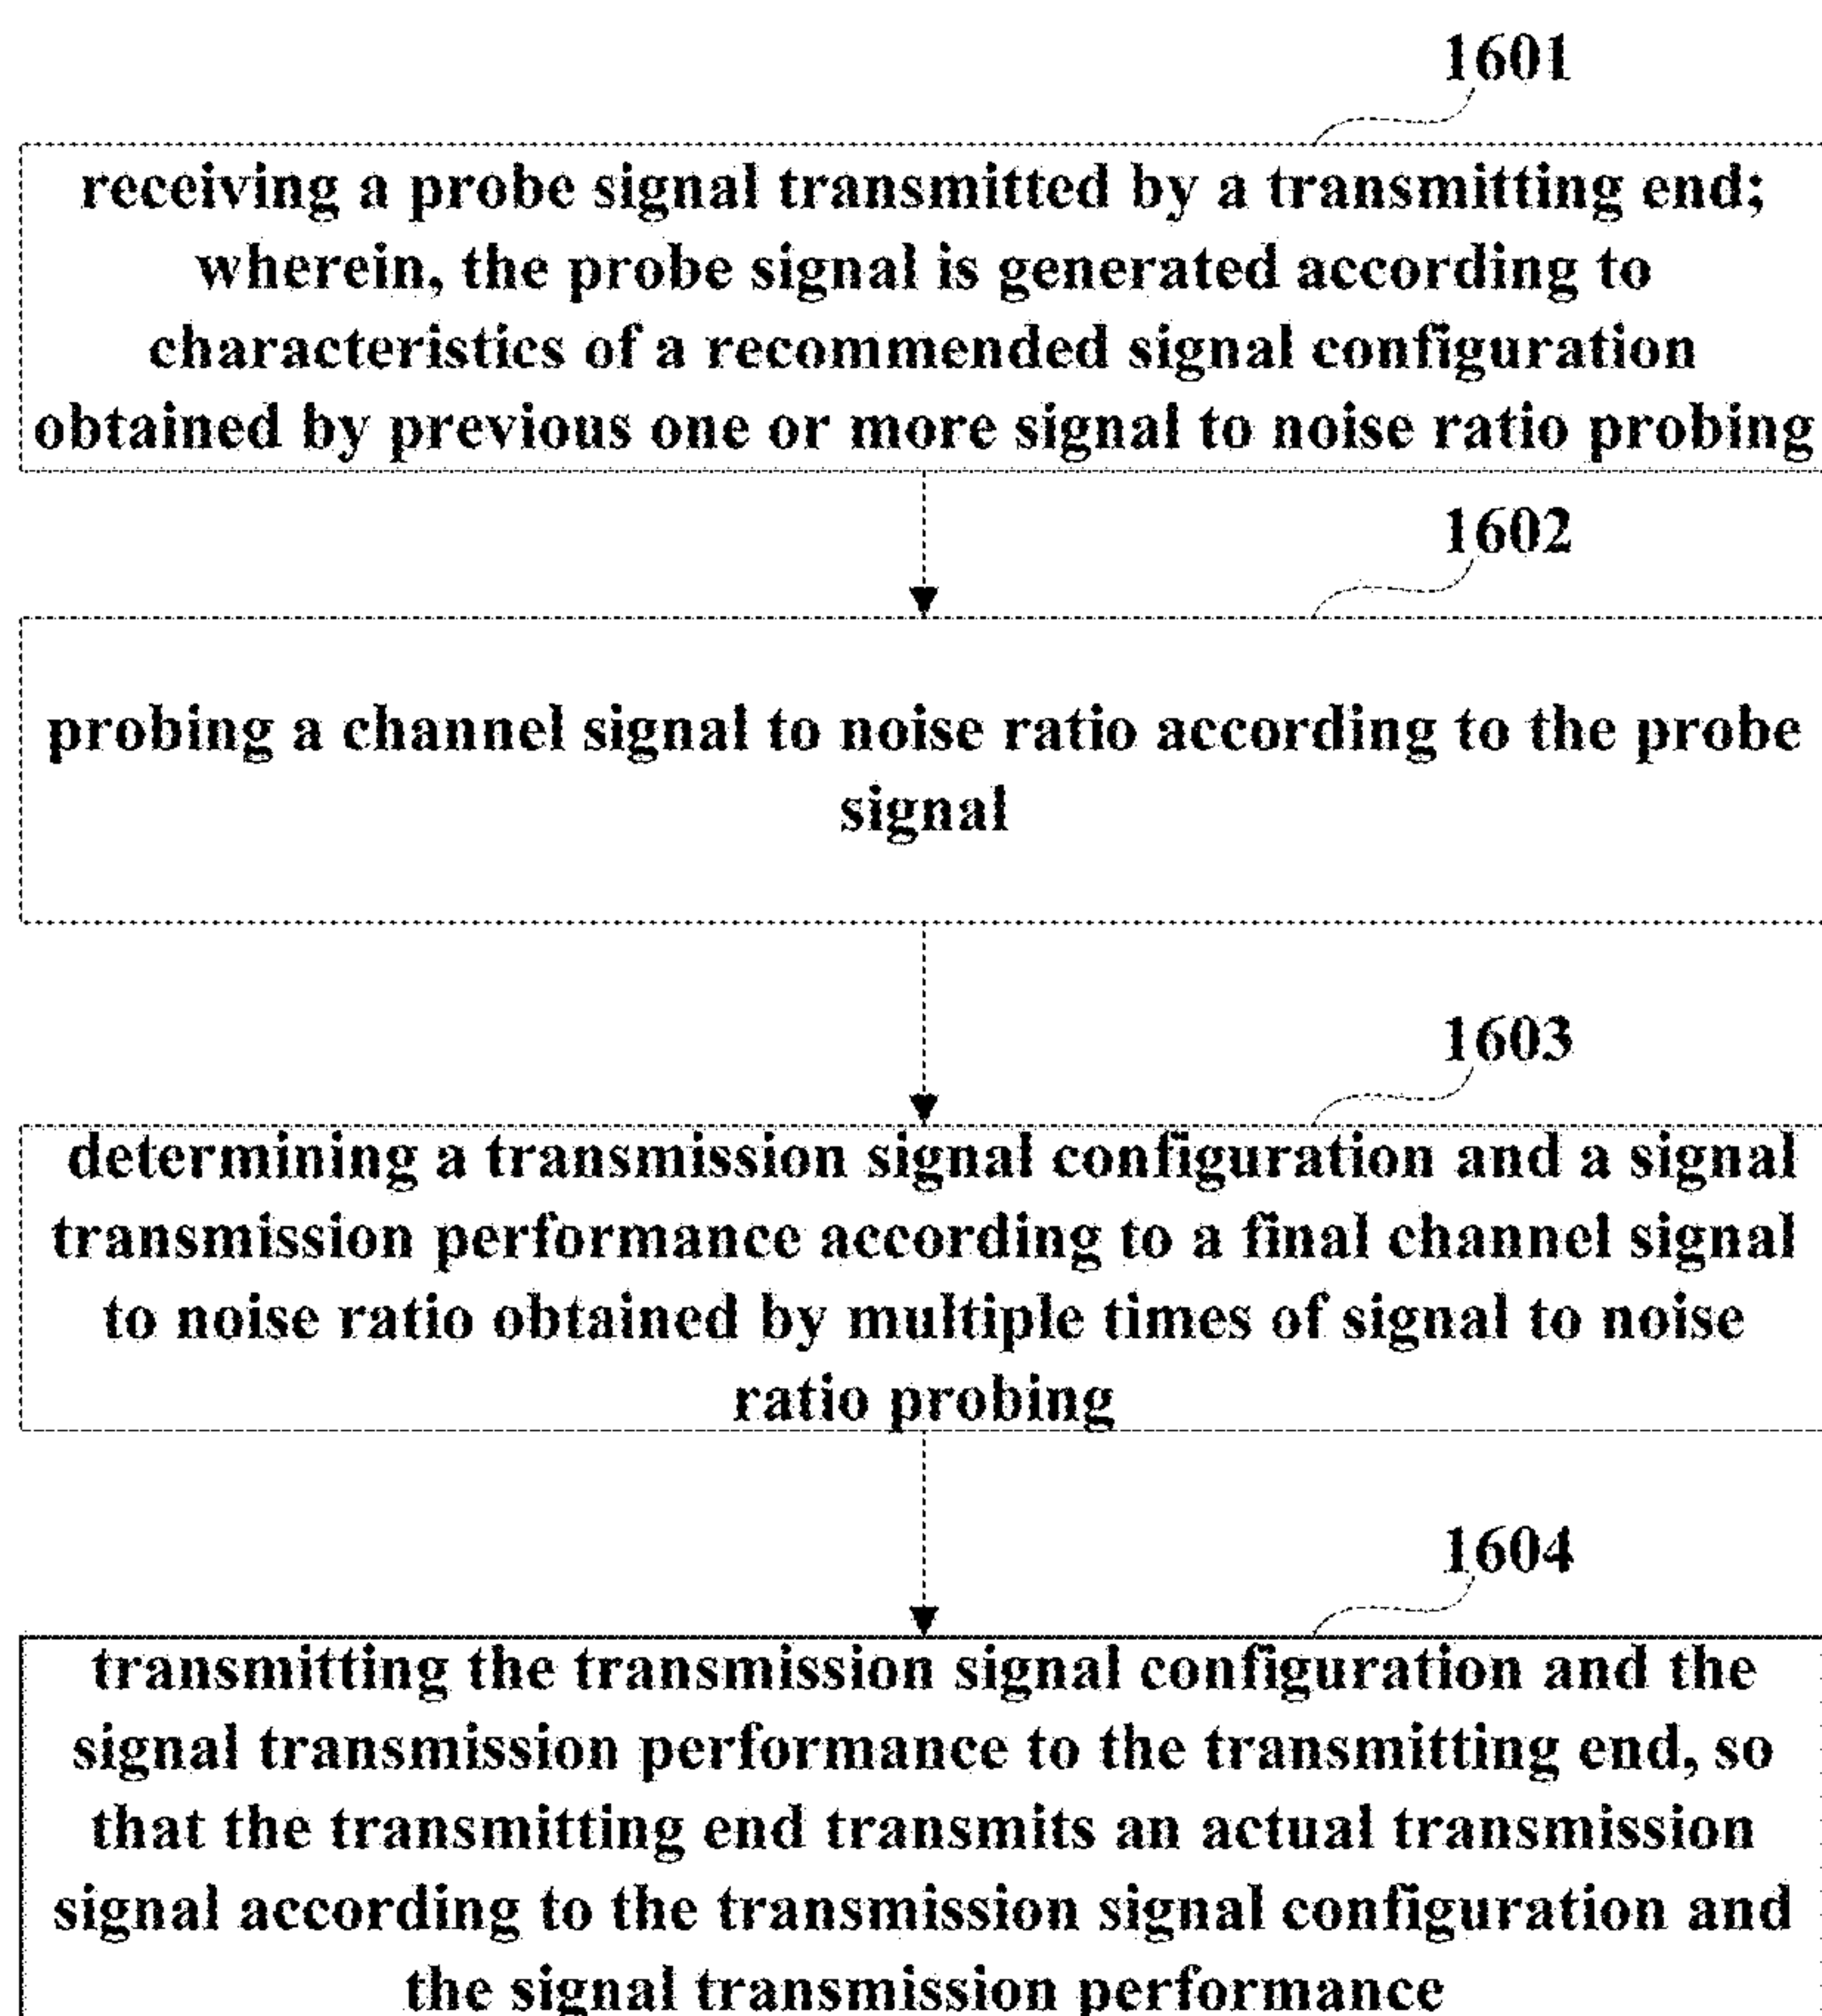 1601
receiving a probe signal transmitted by a transmitting end;
wherein, the probe signal is generated according to
characteristics of a recommended signal configuration
obtained by previous one or more signal to noise ratio probing
1602
probing a channel signal to noise ratio according to the probe
signal
1603
determining a transmission signal configuration and a signal
transmission performance according to a final channel signal
to noise ratio obtained by multiple times of signal to noise
ratio probing
1604
transmitting the transmission signal configuration and the
signal transmission performance to the transmitting end, so
that the transmitting end transmits an actual transmission
signal according to the transmission signal configuration and
the signal transmission performance